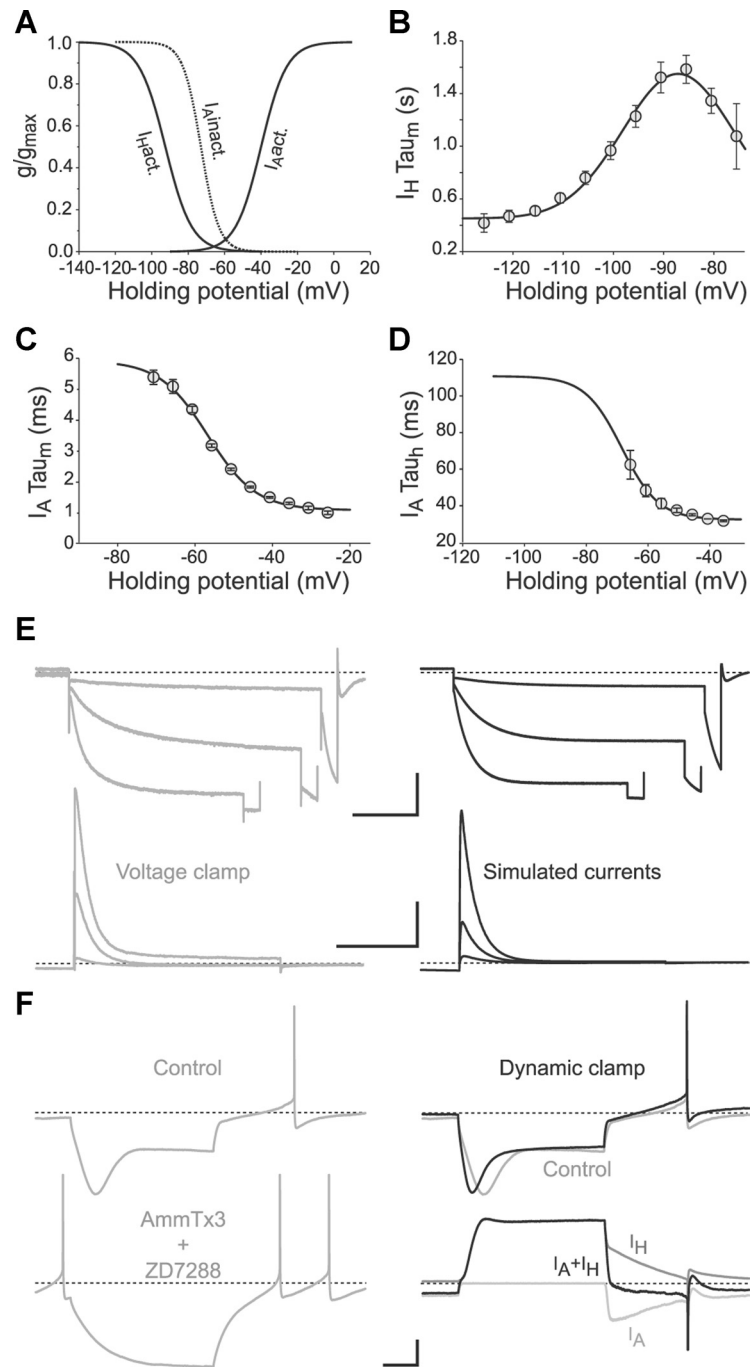 A
1.0
0.8
0.6
0.4
0.2
0.0
g/gmax
IHact.
IAinact.
IAact.
-140 -120 -100 -80 -60 -40 -20 0 20
Holding potential (mV)
B
1.8
1.4
1.0
0.6
0.2
IH Taum (s)
-120 -110 -100 -90 -80
Holding potential (mV)
C
6
5
4
3
2
1
0
IA Taum (ms)
-80 -60 -40 -20
Holding potential (mV)
D
120
100
80
60
40
20
IA Tauh (ms)
-120 -100 -80 -60 -40
Holding potential (mV)
E
Voltage clamp
Simulated currents
F
Control
Dynamic clamp
Control
AmmTx3
+
ZD7288
IH
IA+IH
IA